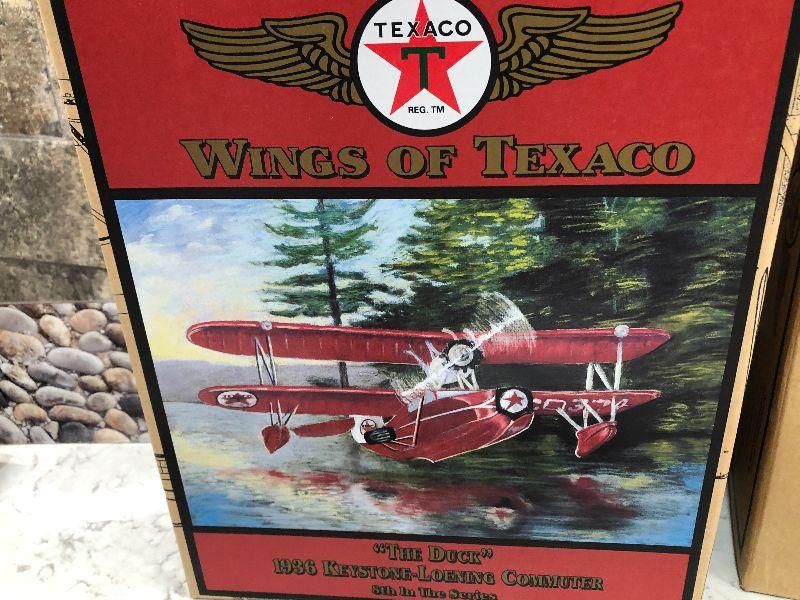 TEXACO
T
REG. TM
WINGS OF TEXACO
"THE DUCK"
1936 KEYSTONE-LOENING COMMUTER
8th In The Series